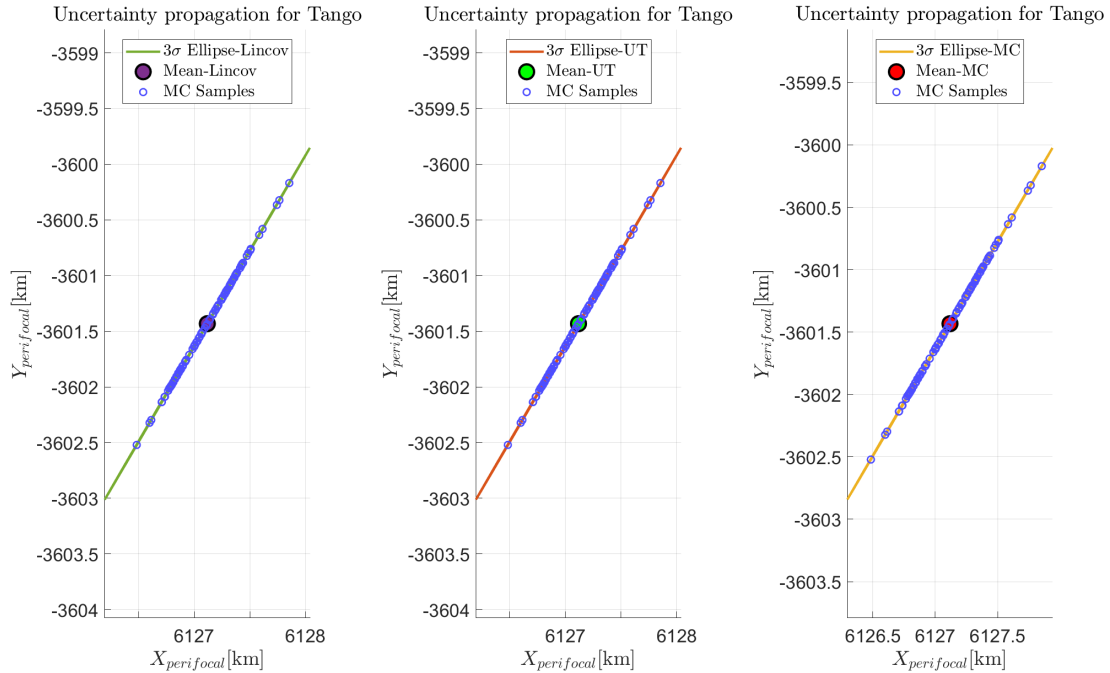 Uncertainty propagation for Tango
3σ Ellipse-Lincov
Mean-Lincov
MC Samples
-3599
-3599.5
-3600
-3600.5
-3601
-3601.5
-3602
-3602.5
-3603
-3603.5
-3604
Y_perifocal[km]
6127
6128
X_perifocal[km]
Uncertainty propagation for Tango
3σ Ellipse-UT
Mean-UT
MC Samples
-3599
-3599.5
-3600
-3600.5
-3601
-3601.5
-3602
-3602.5
-3603
-3603.5
-3604
Y_perifocal[km]
6127
6128
X_perifocal[km]
Uncertainty propagation for Tango
3σ Ellipse-MC
Mean-MC
MC Samples
-3599.5
-3600
-3600.5
-3601
-3601.5
-3602
-3602.5
-3603
-3603.5
Y_perifocal[km]
6126.5
6127
6127.5
X_perifocal[km]